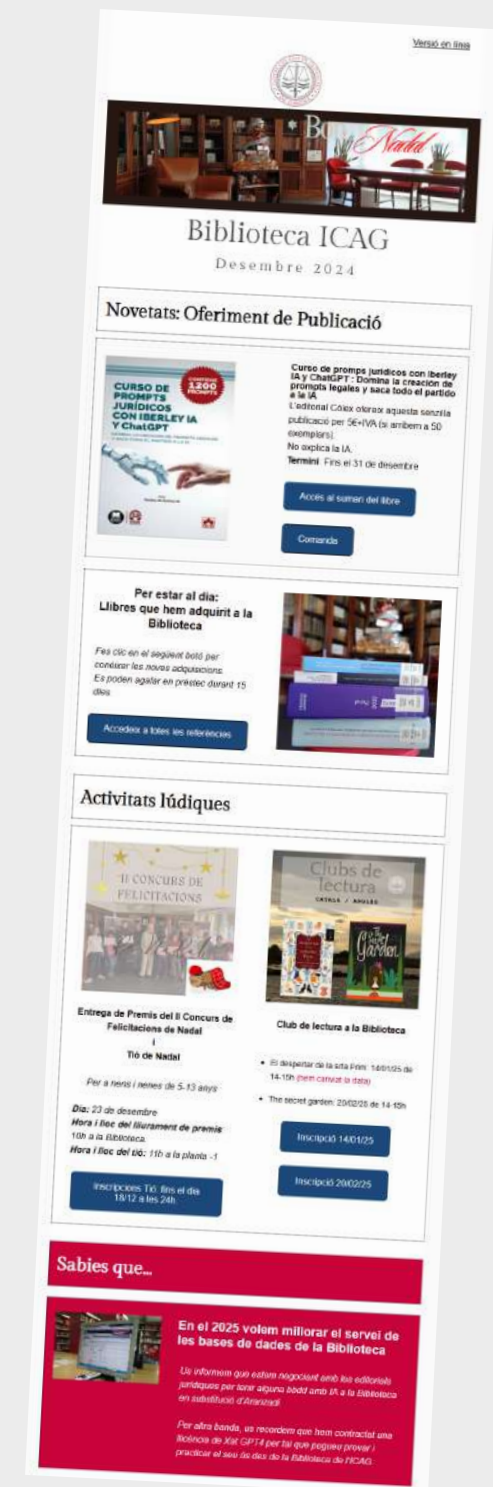 Versió en línea
Nadal
Biblioteca ICAG
Desembre 2024
Novetats: Oferiment de Publicació
CURSO DE
PROMPTS
JURÍDICOS
CON IBERLEY IA
Y ChatGPT
1200
PROMPTS
Curso de promps jurídicos con Iberley
IA y ChatGPT : Domina la creación de
prompts legales y saca todo el partido
a la IA
L'editorial Colex ofereix aquesta senzilla
publicació per 5€+IVA (si arribem a 50
exemplars).
No explica la IA.
Termini: Fins el 31 de desembre
Accés al sumari del llibre
Comanda
Per estar al dia:
Llibres que hem adquirit a la
Biblioteca
Fes clic en el següent botó per
conèixer les noves adquisicions.
Es poden agafar en préstec durant 15
dies
Accedeix a totes les referències
Activitats lúdiques
II CONCURS DE
FELICITACIONS
Clubs de
lectura
CATALÀ / ANGLÈS
Garden
Entrega de Premis del II Concurs de
Felicitacions de Nadal
i
Tió de Nadal
Per a nens i nenes de 5-13 anys
Dia: 23 de desembre
Hora i lloc del lliurament de premis:
10h a la Biblioteca
Hora i lloc del tió: 11h a la planta -1
Inscripcions Tió: fins el dia
18/12 a les 24h.
Club de lectura a la Biblioteca
El despertar de la srta Prim: 14/01/25 de
14-15h (hem canviat la data)
The secret garden: 20/02/25 de 14-15h
Inscripció 14/01/25
Inscripció 20/02/25
Sabies que...
En el 2025 volem millorar el servei de
les bases de dades de la Biblioteca
Us informem que estem negociant amb les editorials
jurídiques per tenir alguna bddd amb IA a la Biblioteca
en substitució d'Aranzadi.
Per altra banda, us recordem que hem contractat una
llicència de Xat GPT4 per tal que pugueu provar i
practicar el seu ús des de la Biblioteca de l'ICAG.